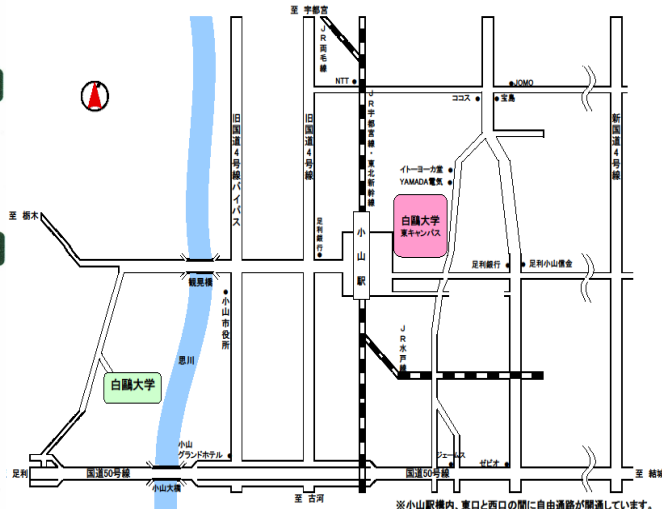 至 宇都宮
JR両毛線
NTT
JOMO
ココス
宝島
旧国道4号線バイパス
旧国道4号線
JR宇都宮線・東北新幹線
新国道4号線
イトーヨーカ堂
YAMADA電気
至 栃木
足利銀行
小山駅
白鷗大学
東キャンパス
足利銀行
足利小山信金
観晃橋
小山市役所
JR水戸線
思川
白鷗大学
小山
グランドホテル
ジェームス
ゼビオ
足利
国道50号線
国道50号線
至 結城
小山大橋
至 古河
※小山駅構内、東口と西口の間に自由通路が開通しています。